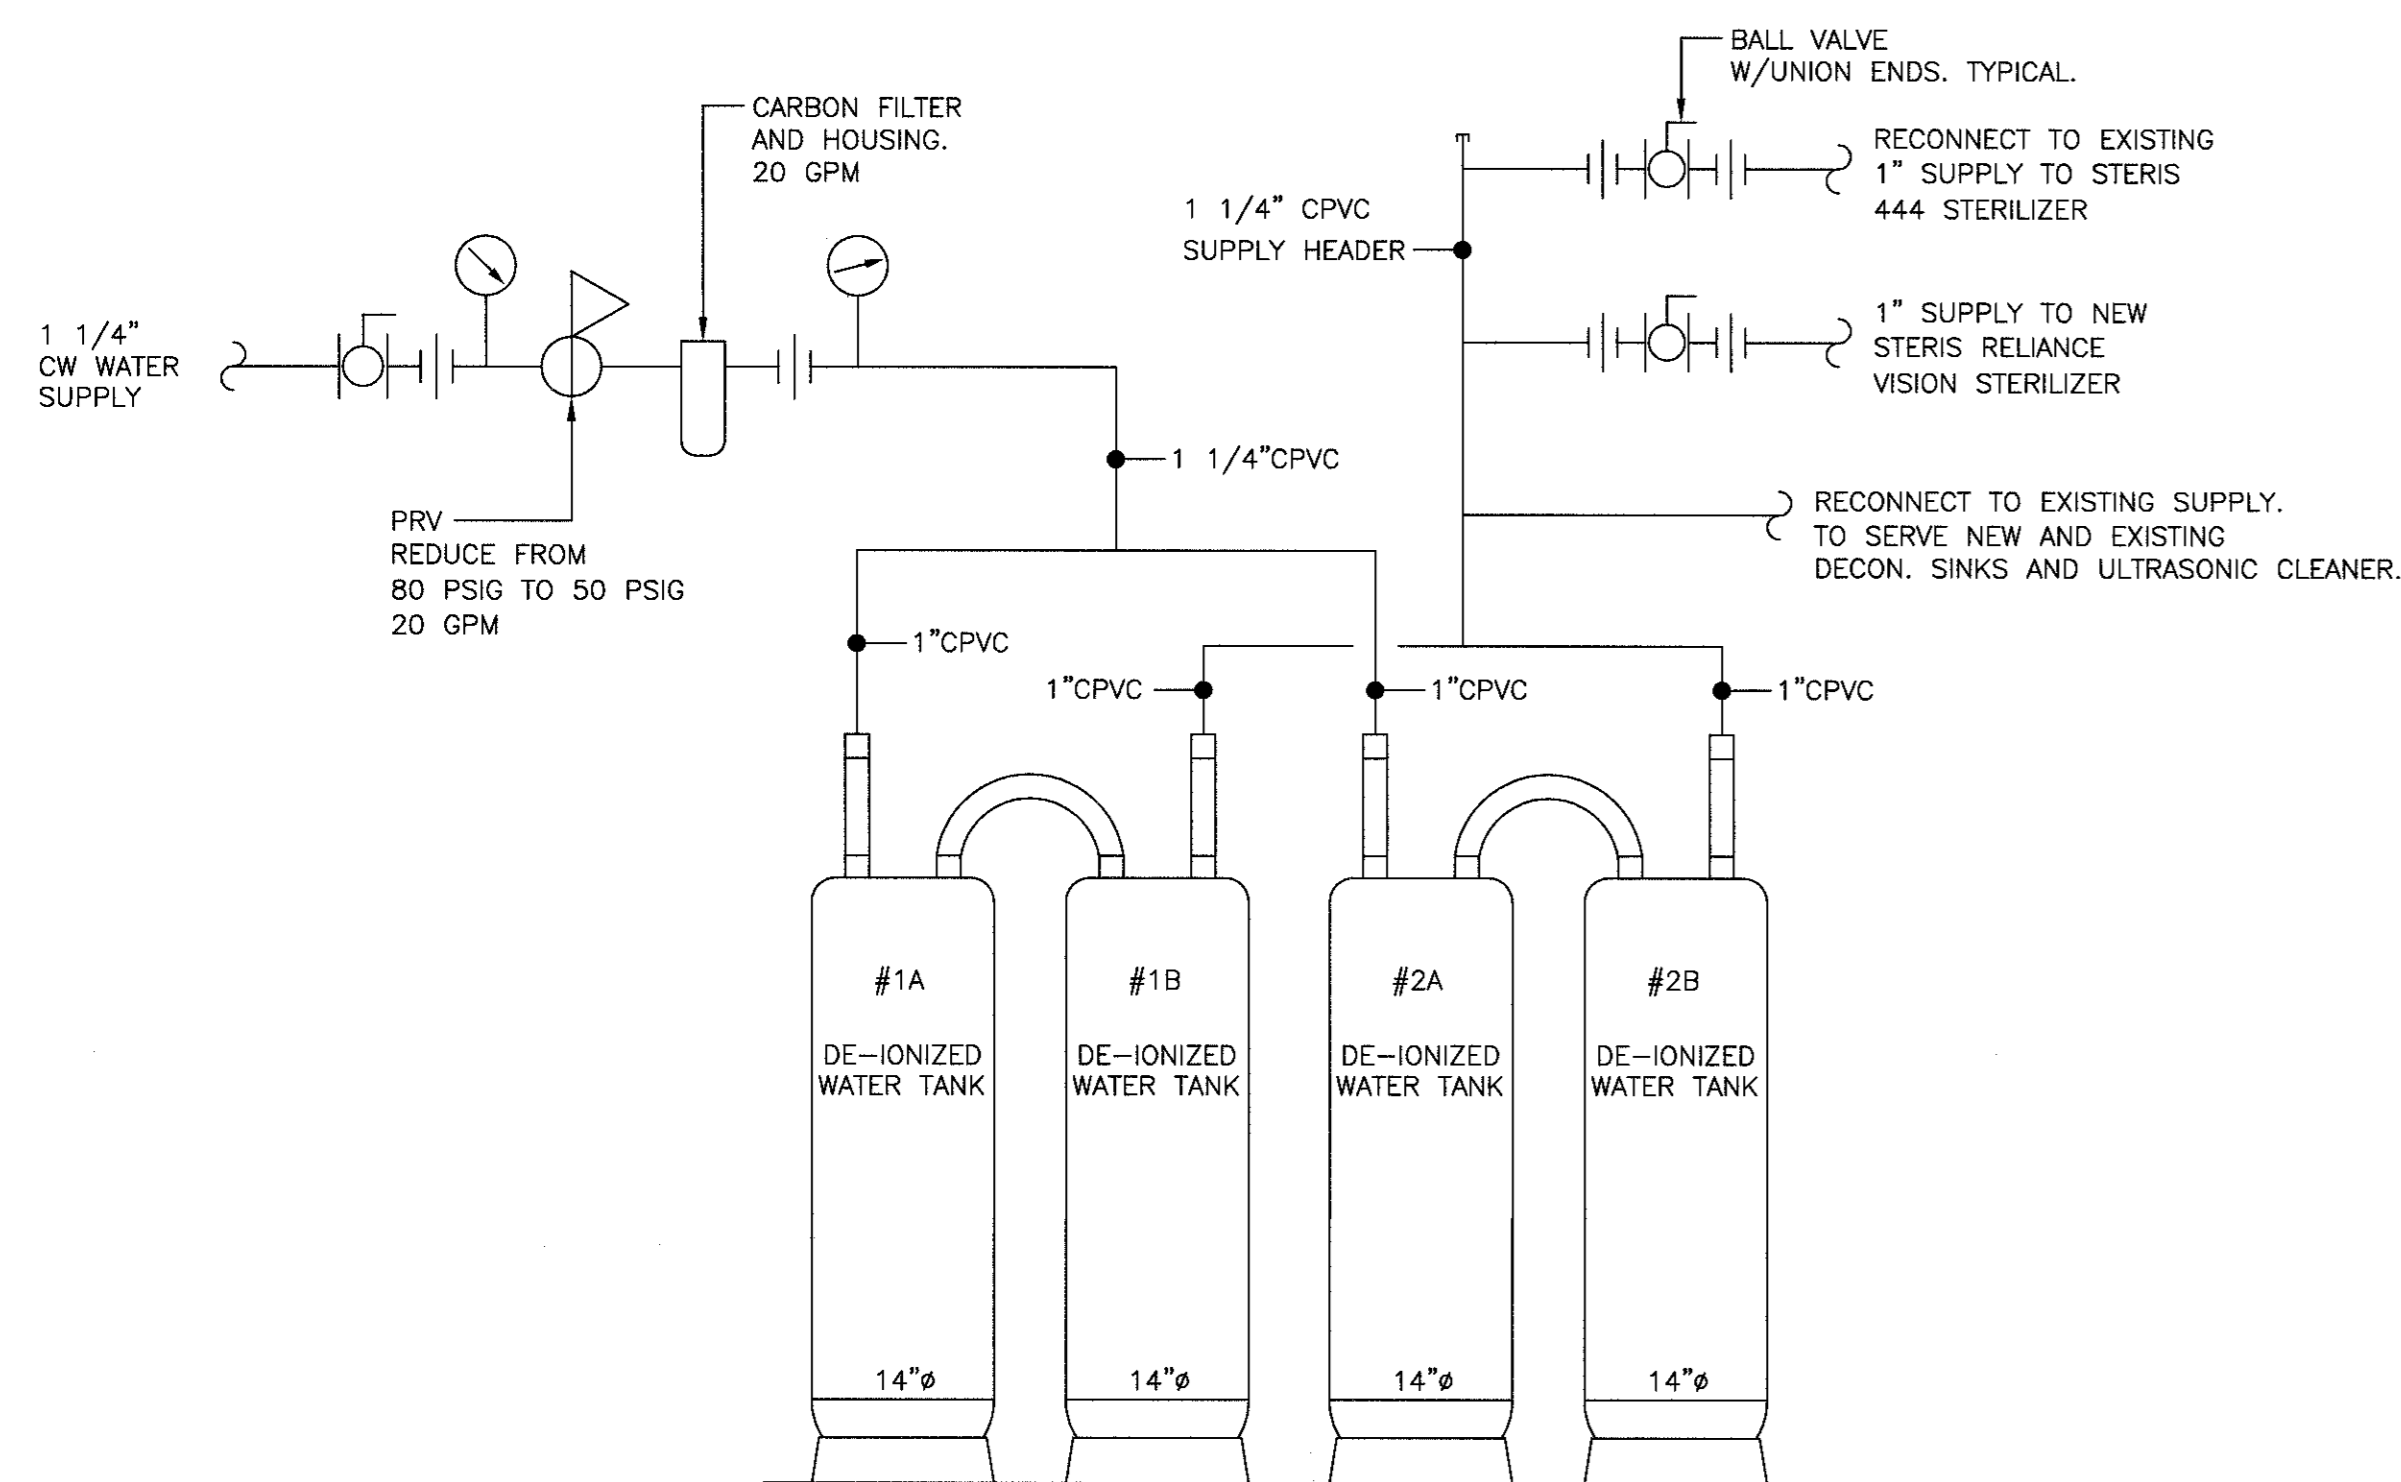 BALL VALVE
W/UNION ENDS. TYPICAL.
CARBON FILTER
AND HOUSING.
20 GPM
RECONNECT TO EXISTING
1" SUPPLY TO STERIS
444 STERILIZER
1 1/4" CPVC
SUPPLY HEADER
1 1/4"
CW WATER
SUPPLY
1" SUPPLY TO NEW
STERIS RELIANCE
VISION STERILIZER
1 1/4"CPVC
PRV
REDUCE FROM
80 PSIG TO 50 PSIG
20 GPM
RECONNECT TO EXISTING SUPPLY.
TO SERVE NEW AND EXISTING
DECON. SINKS AND ULTRASONIC CLEANER.
1"CPVC
1"CPVC
1"CPVC
1"CPVC
#1A
DE-IONIZED
WATER TANK
14"ø
#1B
DE-IONIZED
WATER TANK
14"ø
#2A
DE-IONIZED
WATER TANK
14"ø
#2B
DE-IONIZED
WATER TANK
14"ø